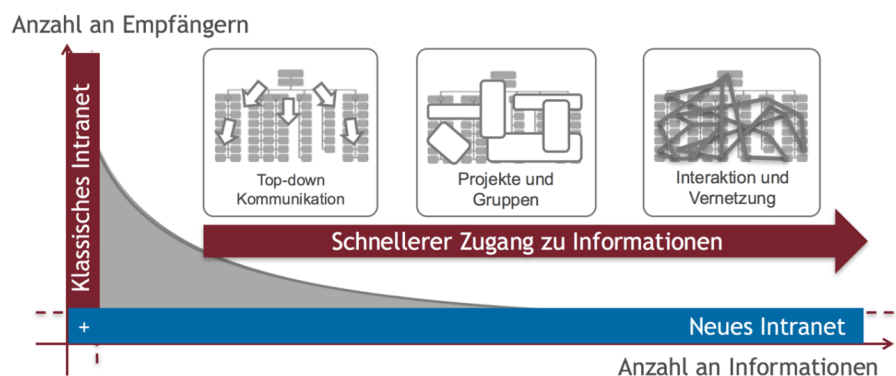 Anzahl an Empfängern
Klassisches Intranet
Top-down
Kommunikation
Projekte und
Gruppen
Interaktion und
Vernetzung
Schnellerer Zugang zu Informationen
+
Neues Intranet
Anzahl an Informationen